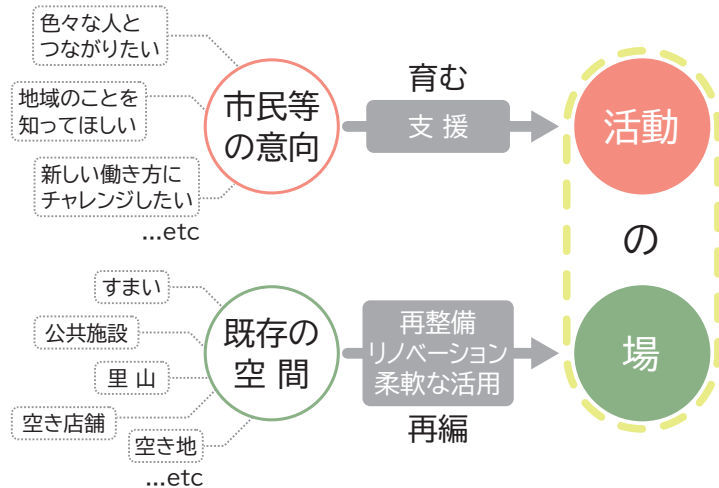 色々な人と
つながりたい
地域のことを
知ってほしい
新しい働き方に
チャレンジしたい
...etc
市民等
の意向
育む
支援
活動
の
すまい
公共施設
里山
空き店舗
空き地
...etc
既存の
空間
再整備
リノベーション
柔軟な活用
再編
場